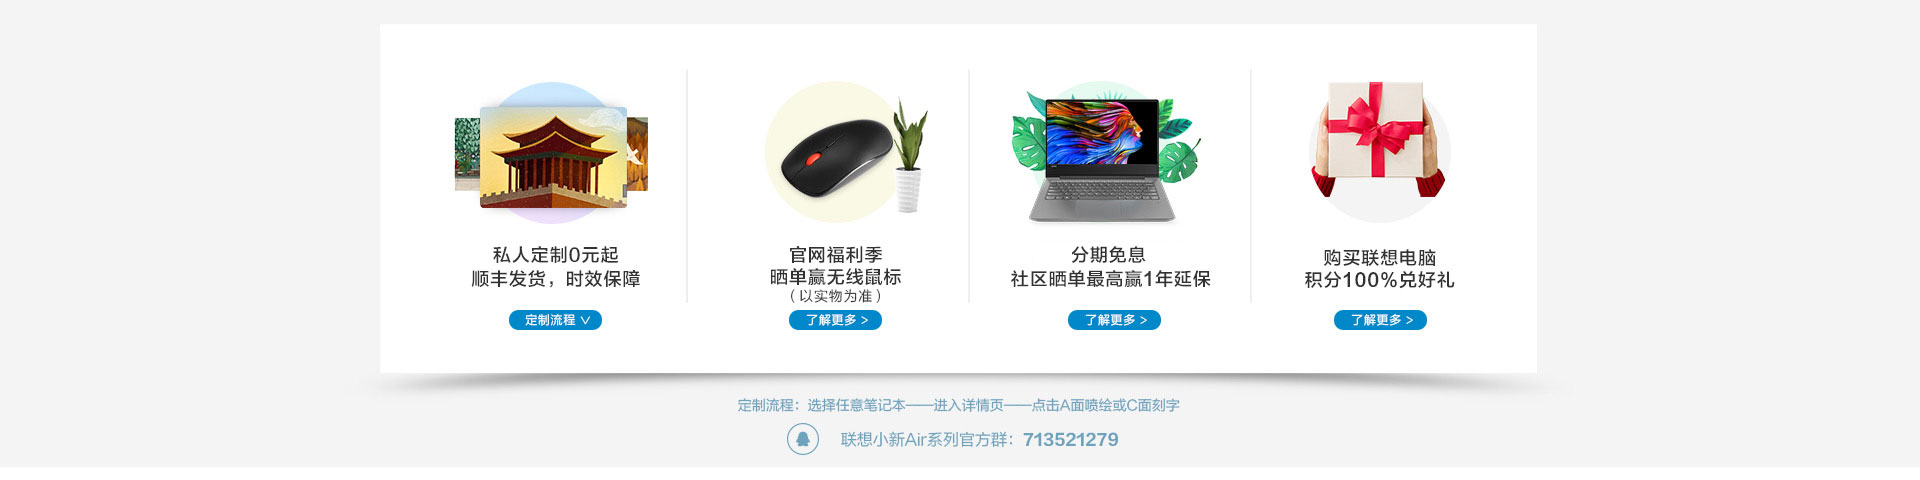 私人定制0元起
顺丰发货，时效保障
定制流程 ∨
官网福利季
晒单赢无线鼠标
（以实物为准）
了解更多 >
分期免息
社区晒单最高赢1年延保
了解更多 >
购买联想电脑
积分100%兑好礼
了解更多 >
定制流程：选择任意笔记本——进入详情页——点击A面喷绘或C面刻字
联想小新Air系列官方群：713521279